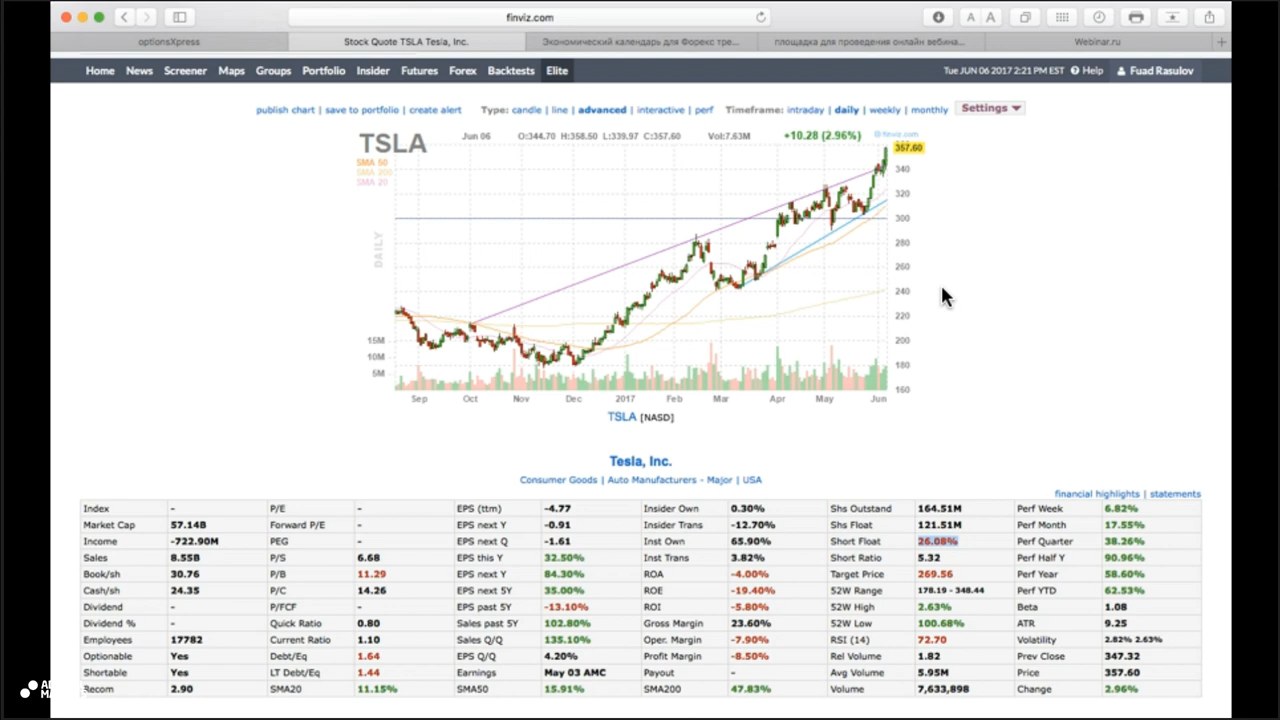 finviz.com
A A
optionsXpress
Stock Quote TSLA Tesla, Inc.
Экономический календарь для Форекс тре...
площадка для проведения онлайн вебина...
Webinar.ru
Home News Screener Maps Groups Portfolio Insider Futures Forex Backtests Elite
Tue JUN 06 2017 2:21 PM EST Help Fuad Rasulov
publish chart | save to portfolio | create alert Type: candle | line | advanced | interactive | perf Timeframe: intraday | daily | weekly | monthly Settings
TSLA Jun 06 O:344.70 H:358.50 L:339.97 C:357.60 Vol:7.63M +10.28 (2.96%) © finviz.com
357.60
SMA 50
SMA 200
SMA 20
340
320
300
280
260
240
220
200
180
160
DAILY
15M
10M
5M
Sep Oct Nov Dec 2017 Feb Mar Apr May Jun
TSLA [NASD]
Tesla, Inc.
Consumer Goods | Auto Manufacturers - Major | USA
financial highlights | statements
Index - P/E - EPS (ttm) -4.77 Insider Own 0.30% Shs Outstand 164.51M Perf Week 6.82%
Market Cap 57.14B Forward P/E - EPS next Y -0.91 Insider Trans -12.70% Shs Float 121.51M Perf Month 17.55%
Income -722.90M PEG - EPS next Q -1.61 Inst Own 65.90% Short Float 26.08% Perf Quarter 38.26%
Sales 8.55B P/S 6.68 EPS this Y 32.50% Inst Trans 3.82% Short Ratio 5.32 Perf Half Y 90.96%
Book/sh 30.76 P/B 11.29 EPS next Y 84.30% ROA -4.00% Target Price 269.56 Perf Year 58.60%
Cash/sh 24.35 P/C 14.26 EPS next 5Y 35.00% ROE -19.40% 52W Range 178.19 - 348.44 Perf YTD 62.53%
Dividend - P/FCF - EPS past 5Y -13.10% ROI -5.80% 52W High 2.63% Beta 1.08
Dividend % - Quick Ratio 0.80 Sales past 5Y 102.80% Gross Margin 23.60% 52W Low 100.68% ATR 9.25
Employees 17782 Current Ratio 1.10 Sales Q/Q 135.10% Oper. Margin -7.90% RSI (14) 72.70 Volatility 2.82% 2.63%
Optionable Yes Debt/Eq 1.64 EPS Q/Q 4.20% Profit Margin -8.50% Rel Volume 1.82 Prev Close 347.32
Shortable Yes LT Debt/Eq 1.44 Earnings May 03 AMC Payout - Avg Volume 5.95M Price 357.60
Recom 2.90 SMA20 11.15% SMA50 15.91% SMA200 47.83% Volume 7,633,898 Change 2.96%